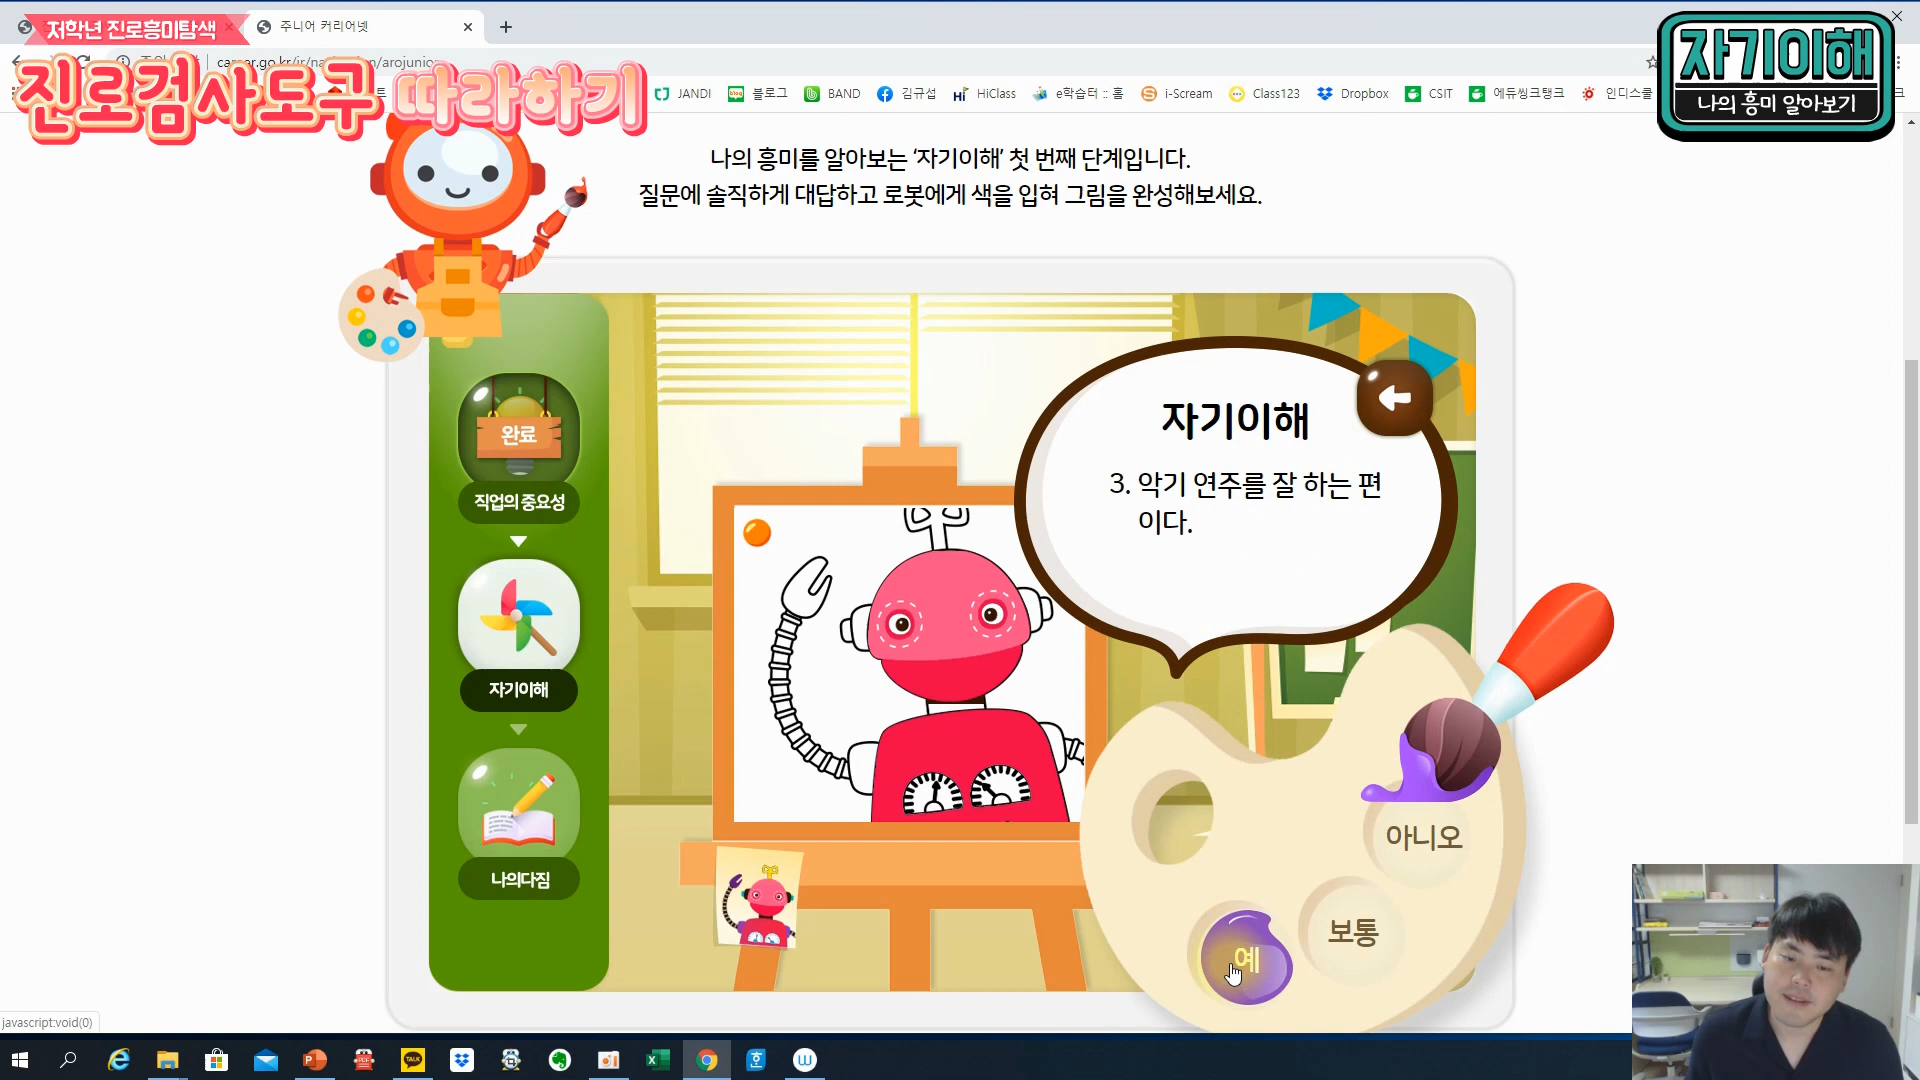 저학년 진로흥미탐색
주니어 커리어넷
진로검사도구 따라하기
JANDI
블로그
BAND
김규섭
HiClass
e학습터 :: 홈
i-Scream
Class123
Dropbox
CSIT
에듀씽크탱크
인디스쿨
자기이해
나의 흥미 알아보기
나의 흥미를 알아보는 ‘자기이해’ 첫 번째 단계입니다.
질문에 솔직하게 대답하고 로봇에게 색을 입혀 그림을 완성해보세요.
완료
직업의 중요성
자기이해
나의다짐
자기이해
3. 악기 연주를 잘 하는 편
이다.
아니오
보통
예
javascript:void(0)